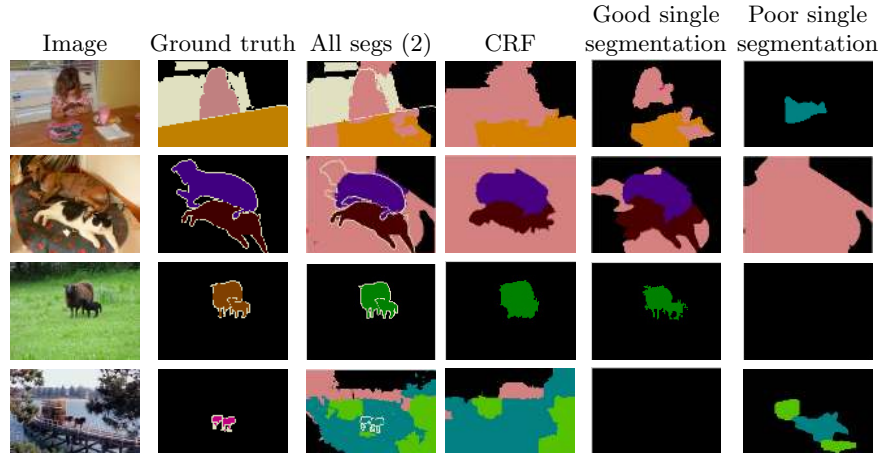 Image
Ground truth
All segs (2)
CRF
Good single
segmentation
Poor single
segmentation